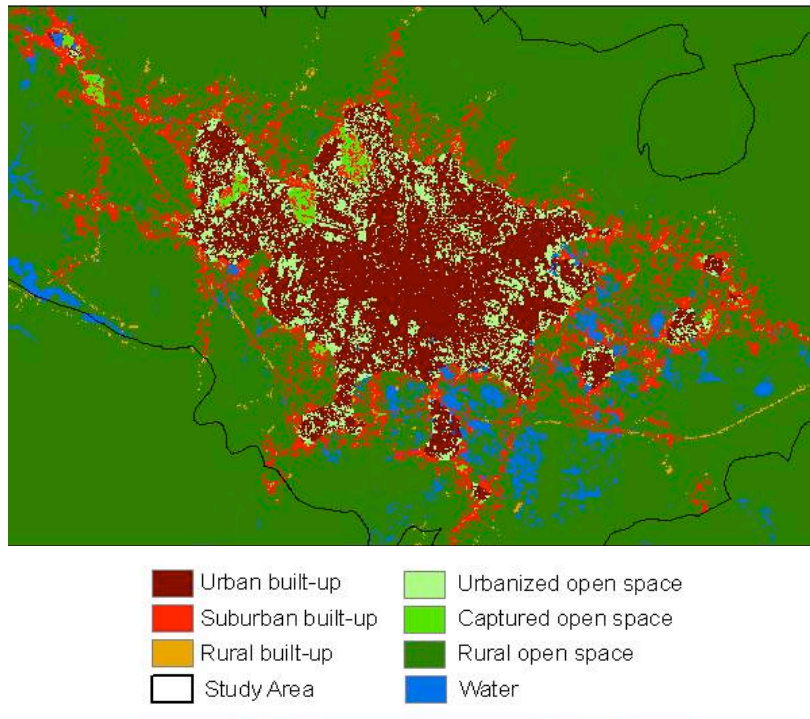 Urban built-up
Urbanized open space
Suburban built-up
Captured open space
Rural built-up
Rural open space
Study Area
Water